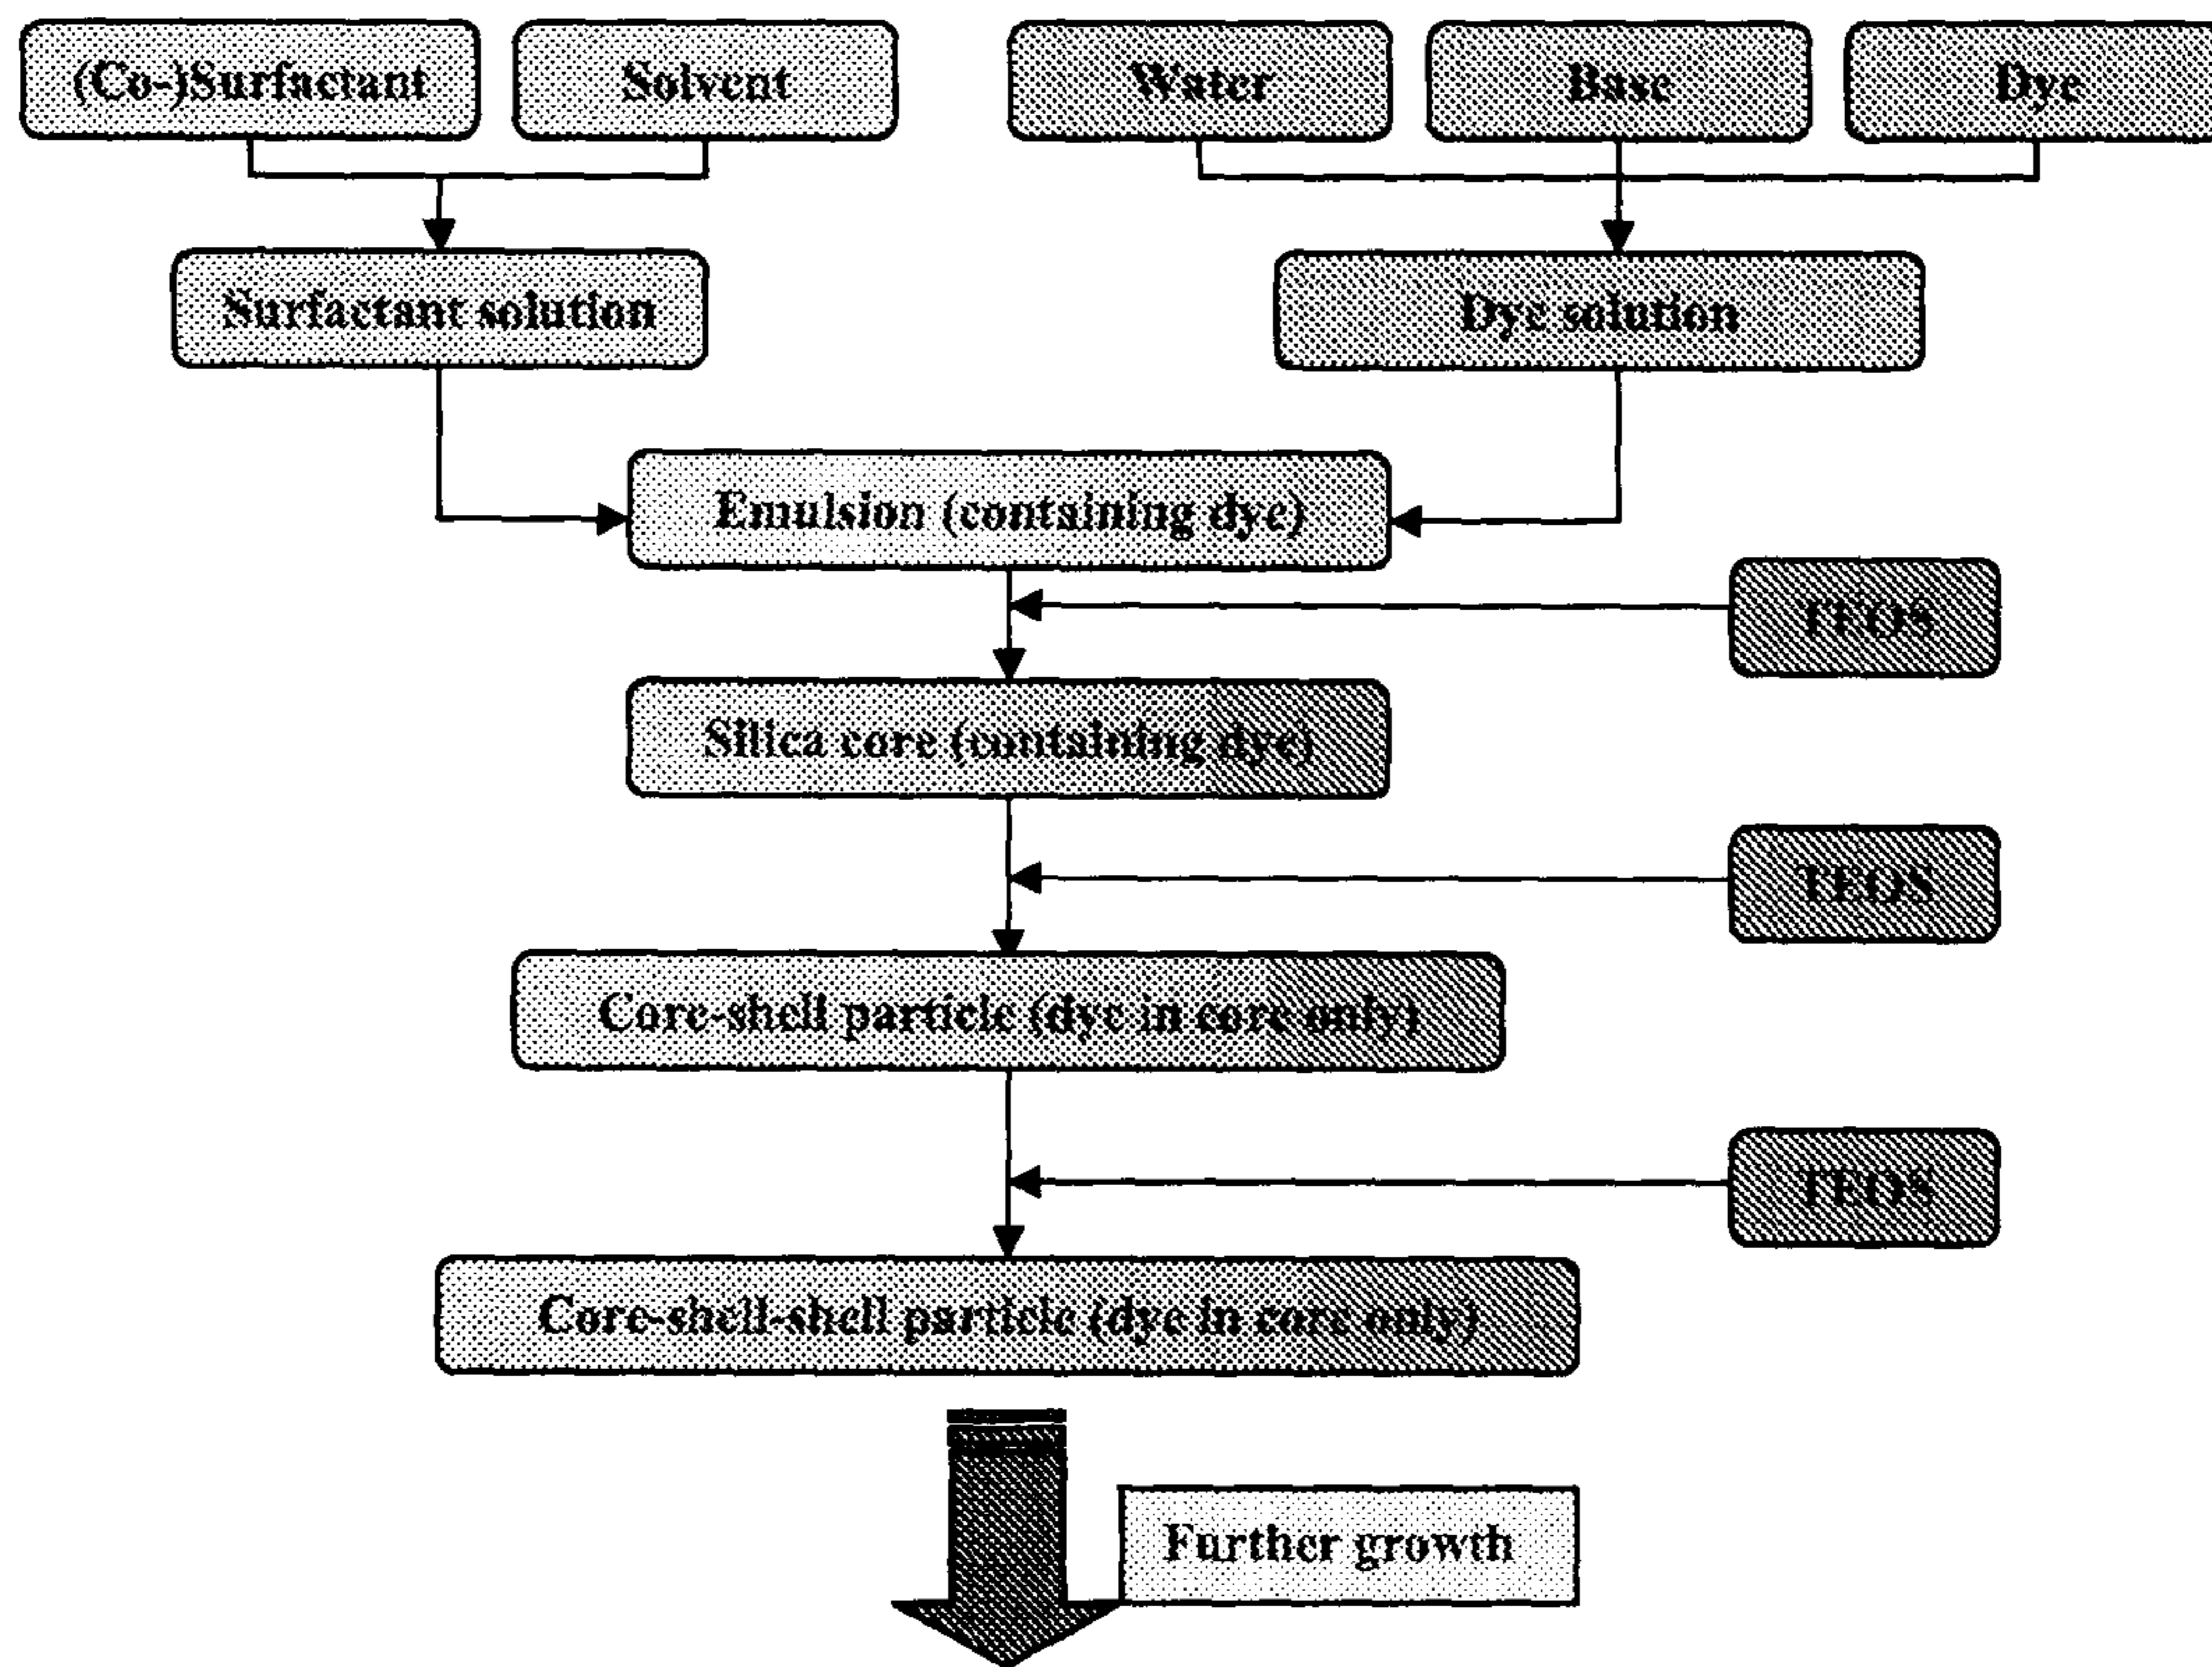 (Co-)Surfactant
Solvent
Water
Base
Dye
Surfactant solution
Dye solution
Emulsion (containing dye)
TEOS
Silica core (containing dye)
TEOS
Core-shell particle (dye in core only)
TEOS
Core-shell-shell particle (dye in core only)
Further growth